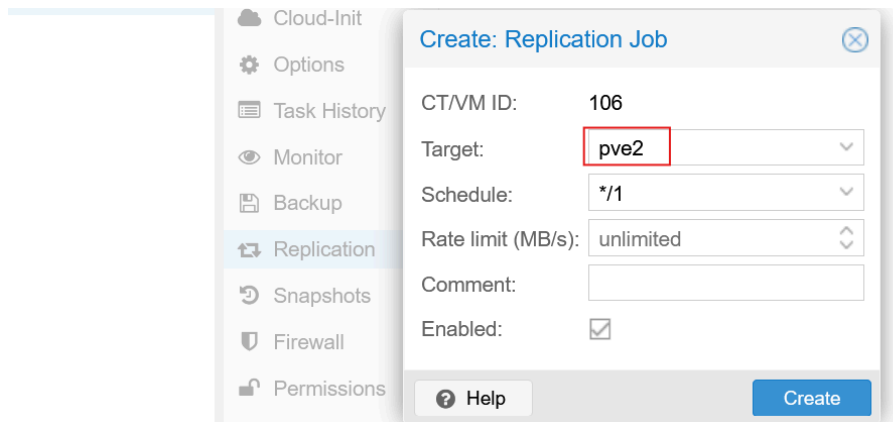 Cloud-Init
Options
Task History
Monitor
Backup
Replication
Snapshots
Firewall
Permissions
Create: Replication Job
CT/VM ID: 106
Target: pve2
Schedule: */1
Rate limit (MB/s): unlimited
Comment:
Enabled:
Help
Create